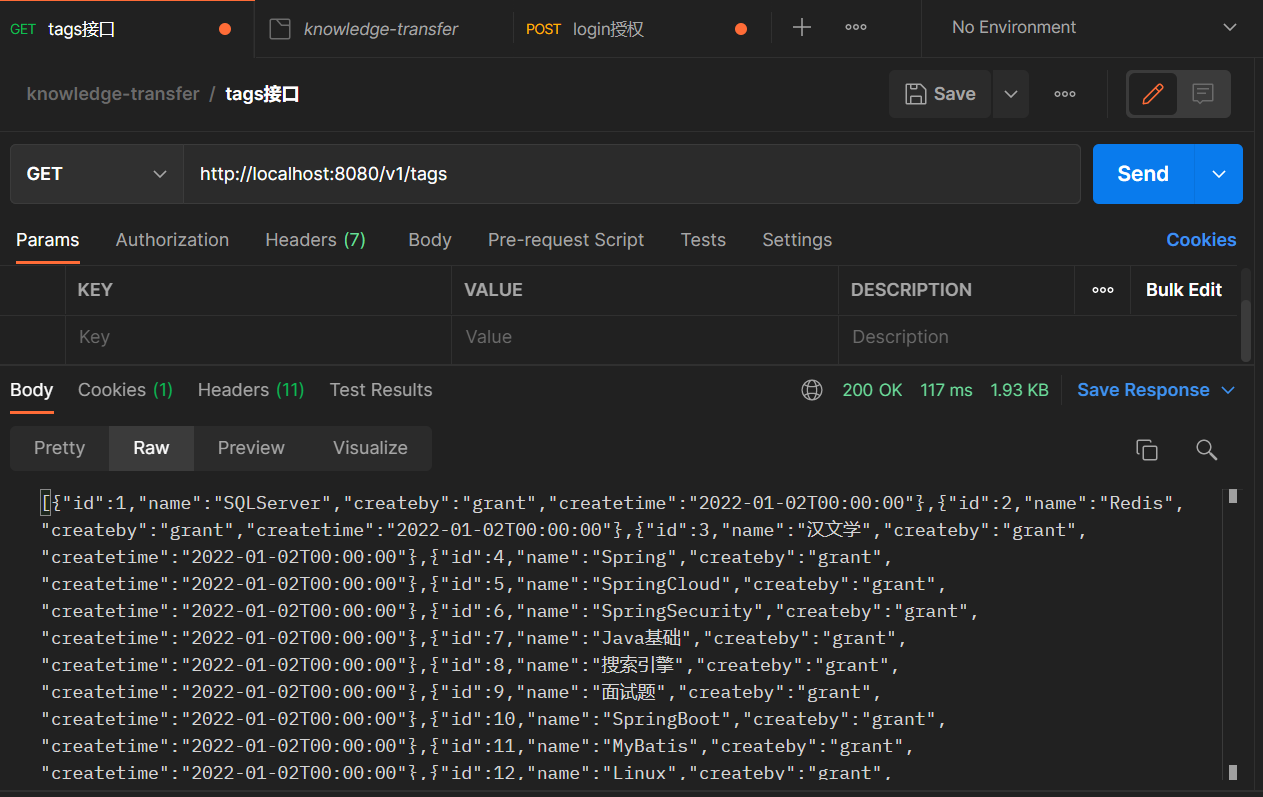 GET tags接口 knowledge-transfer POST login授权 No Environment
knowledge-transfer / tags接口 Save
GET http://localhost:8080/v1/tags Send
Params Authorization Headers (7) Body Pre-request Script Tests Settings Cookies
KEY VALUE DESCRIPTION Bulk Edit
Key Value Description
Body Cookies (1) Headers (11) Test Results 200 OK 117 ms 1.93 KB Save Response
Pretty Raw Preview Visualize
[{"id":1,"name":"SQLServer","createby":"grant","createtime":"2022-01-02T00:00:00"},{"id":2,"name":"Redis",
"createby":"grant","createtime":"2022-01-02T00:00:00"},{"id":3,"name":"汉文学","createby":"grant",
"createtime":"2022-01-02T00:00:00"},{"id":4,"name":"Spring","createby":"grant",
"createtime":"2022-01-02T00:00:00"},{"id":5,"name":"SpringCloud","createby":"grant",
"createtime":"2022-01-02T00:00:00"},{"id":6,"name":"SpringSecurity","createby":"grant",
"createtime":"2022-01-02T00:00:00"},{"id":7,"name":"Java基础","createby":"grant",
"createtime":"2022-01-02T00:00:00"},{"id":8,"name":"搜索引擎","createby":"grant",
"createtime":"2022-01-02T00:00:00"},{"id":9,"name":"面试题","createby":"grant",
"createtime":"2022-01-02T00:00:00"},{"id":10,"name":"SpringBoot","createby":"grant",
"createtime":"2022-01-02T00:00:00"},{"id":11,"name":"MyBatis","createby":"grant",
"createtime":"2022-01-02T00:00:00"},{"id":12,"name":"Linux","createby":"grant",